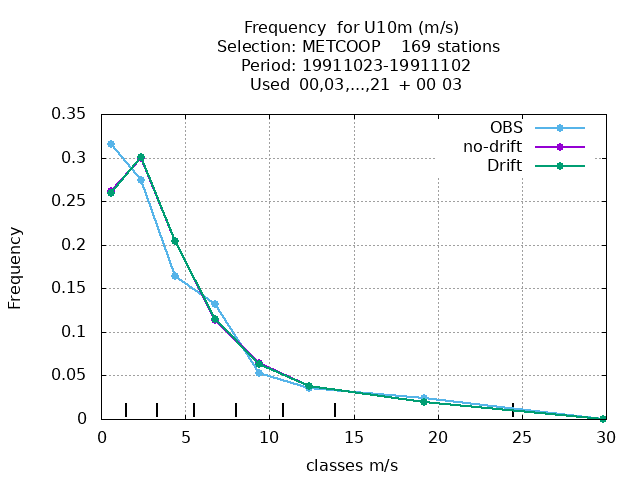 Frequency  for U10m (m/s)
Selection: METCOOP    169 stations
Period: 19911023-19911102
Used  00,03,...,21  + 00 03
OBS
no-drift
Drift
Frequency
0.35
0.3
0.25
0.2
0.15
0.1
0.05
0
0 5 10 15 20 25 30
classes m/s